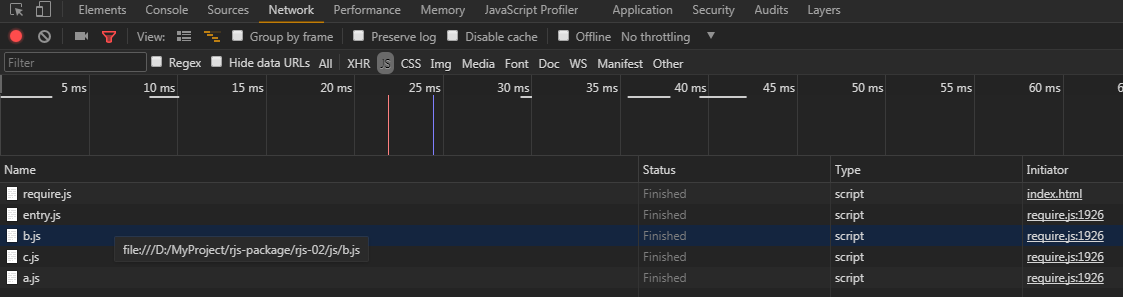 Elements Console Sources Network Performance Memory JavaScript Profiler Application Security Audits Layers
View: Group by frame Preserve log Disable cache Offline No throttling
Filter Regex Hide data URLs All XHR JS CSS Img Media Font Doc WS Manifest Other
5 ms 10 ms 15 ms 20 ms 25 ms 30 ms 35 ms 40 ms 45 ms 50 ms 55 ms 60 ms 6
Name Status Type Initiator
require.js Finished script index.html
entry.js Finished script require.js:1926
b.js Finished script require.js:1926
file:///D:/MyProject/rjs-package/rjs-02/js/b.js
c.js Finished script require.js:1926
a.js Finished script require.js:1926